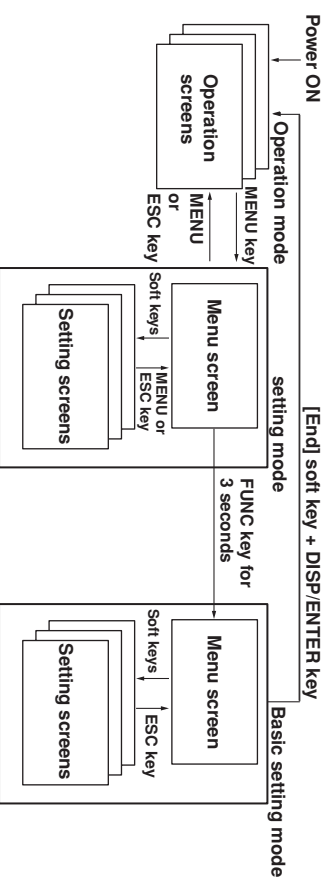 Power ON
Operation mode
Operation
screens
MENU key
MENU
or
ESC key
[End] soft key + DISP/ENTER key
setting mode
Menu screen
Soft keys
MENU or
ESC key
Setting screens
FUNC key for
3 seconds
Basic setting mode
Menu screen
Soft keys
ESC key
Setting screens